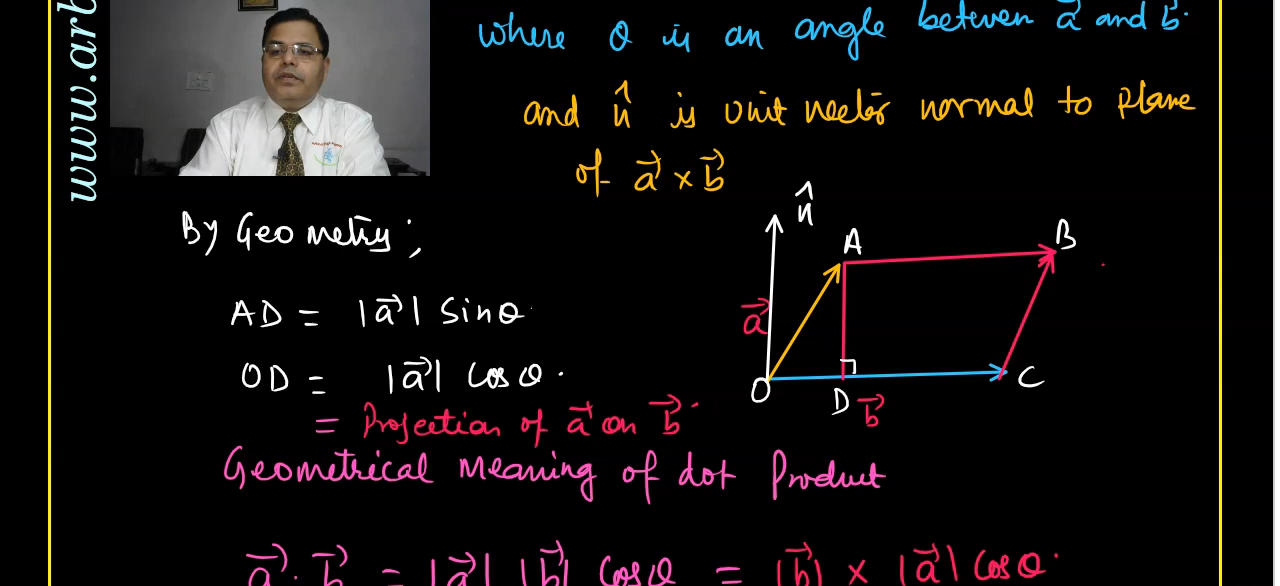 www.arb
where θ is an angle between a⃗ and b⃗.
and n̂ is unit vector normal to plane
of a⃗ × b⃗
By Geometry;
AD = |a⃗| Sinθ
OD = |a⃗| cosθ.
= Projection of a⃗ on b⃗
n̂
A
B
a⃗
O
D
b⃗
C
Geometrical Meaning of dot Product
a⃗ . b⃗ = |a⃗| |b⃗| Cosθ = |b⃗| × |a⃗| Cosθ.